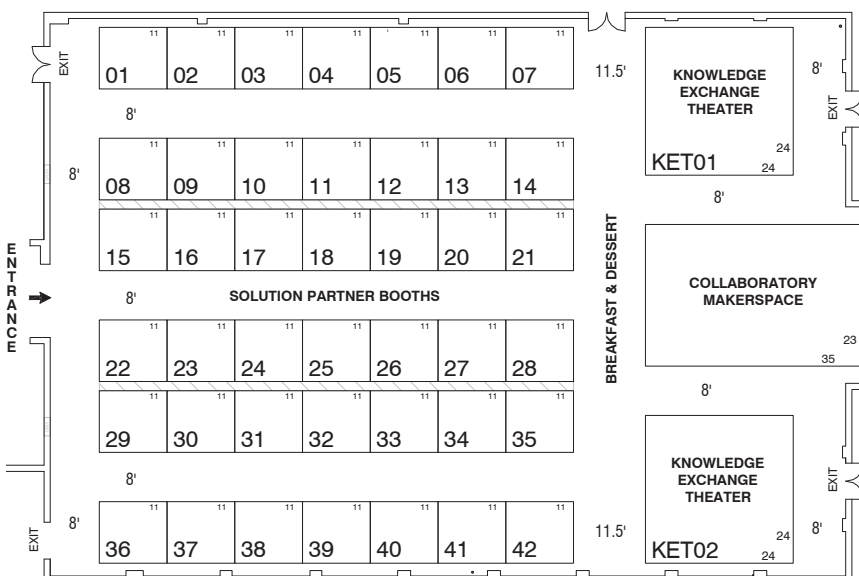 11 11 11 11 11 11 11
01 02 03 04 05 06 07
EXIT
8'
11.5'
KNOWLEDGE
EXCHANGE
THEATER
KET01
24
24
8'
EXIT
8'
11 11 11 11 11 11 11
08 09 10 11 12 13 14
8'
11 11 11 11 11 11 11
15 16 17 18 19 20 21
ENTRANCE
8'
SOLUTION PARTNER BOOTHS
BREAKFAST & DESSERT
COLLABORATORY
MAKERSPACE
23
35
11 11 11 11 11 11 11
22 23 24 25 26 27 28
8'
11 11 11 11 11 11 11
29 30 31 32 33 34 35
8'
KNOWLEDGE
EXCHANGE
THEATER
KET02
24
24
EXIT
8'
11 11 11 11 11 11 11
36 37 38 39 40 41 42
8'
EXIT
11.5'